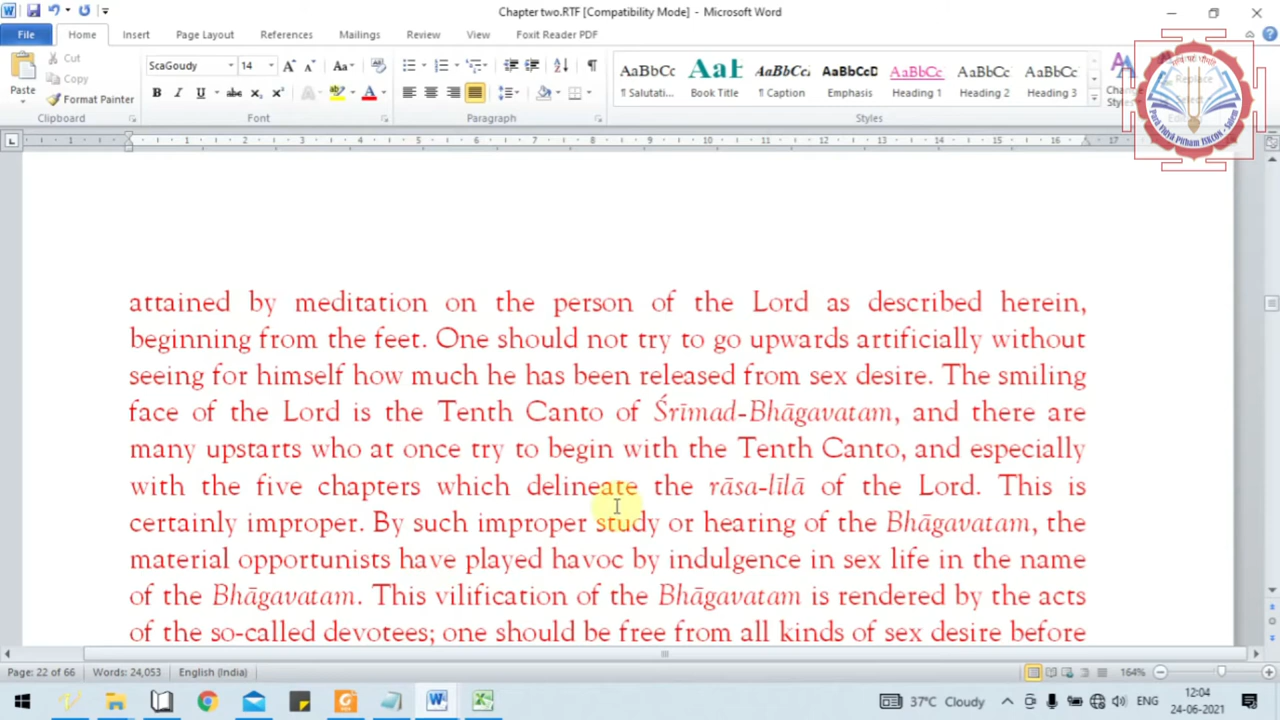 Chapter two.RTF [Compatibility Mode] - Microsoft Word
File Home Insert Page Layout References Mailings Review View Foxit Reader PDF
Paste
Cut
Copy
Format Painter
Clipboard
ScaGoudy 14
Font
Paragraph
AaBbCc AaB AaBbCc AaBbCcD AaBbCc AaBbCc AaBbCc
¶ Salutati... Book Title ¶ Caption Emphasis Heading 1 Heading 2 Heading 3
Styles
Replace
attained by meditation on the person of the Lord as described herein,
beginning from the feet. One should not try to go upwards artificially without
seeing for himself how much he has been released from sex desire. The smiling
face of the Lord is the Tenth Canto of Śrīmad-Bhāgavatam, and there are
many upstarts who at once try to begin with the Tenth Canto, and especially
with the five chapters which delineate the rāsa-līlā of the Lord. This is
certainly improper. By such improper study or hearing of the Bhāgavatam, the
material opportunists have played havoc by indulgence in sex life in the name
of the Bhāgavatam. This vilification of the Bhāgavatam is rendered by the acts
of the so-called devotees; one should be free from all kinds of sex desire before
Page: 22 of 66 Words: 24,053 English (India) 164%
37°C Cloudy ENG 12:04
24-06-2021